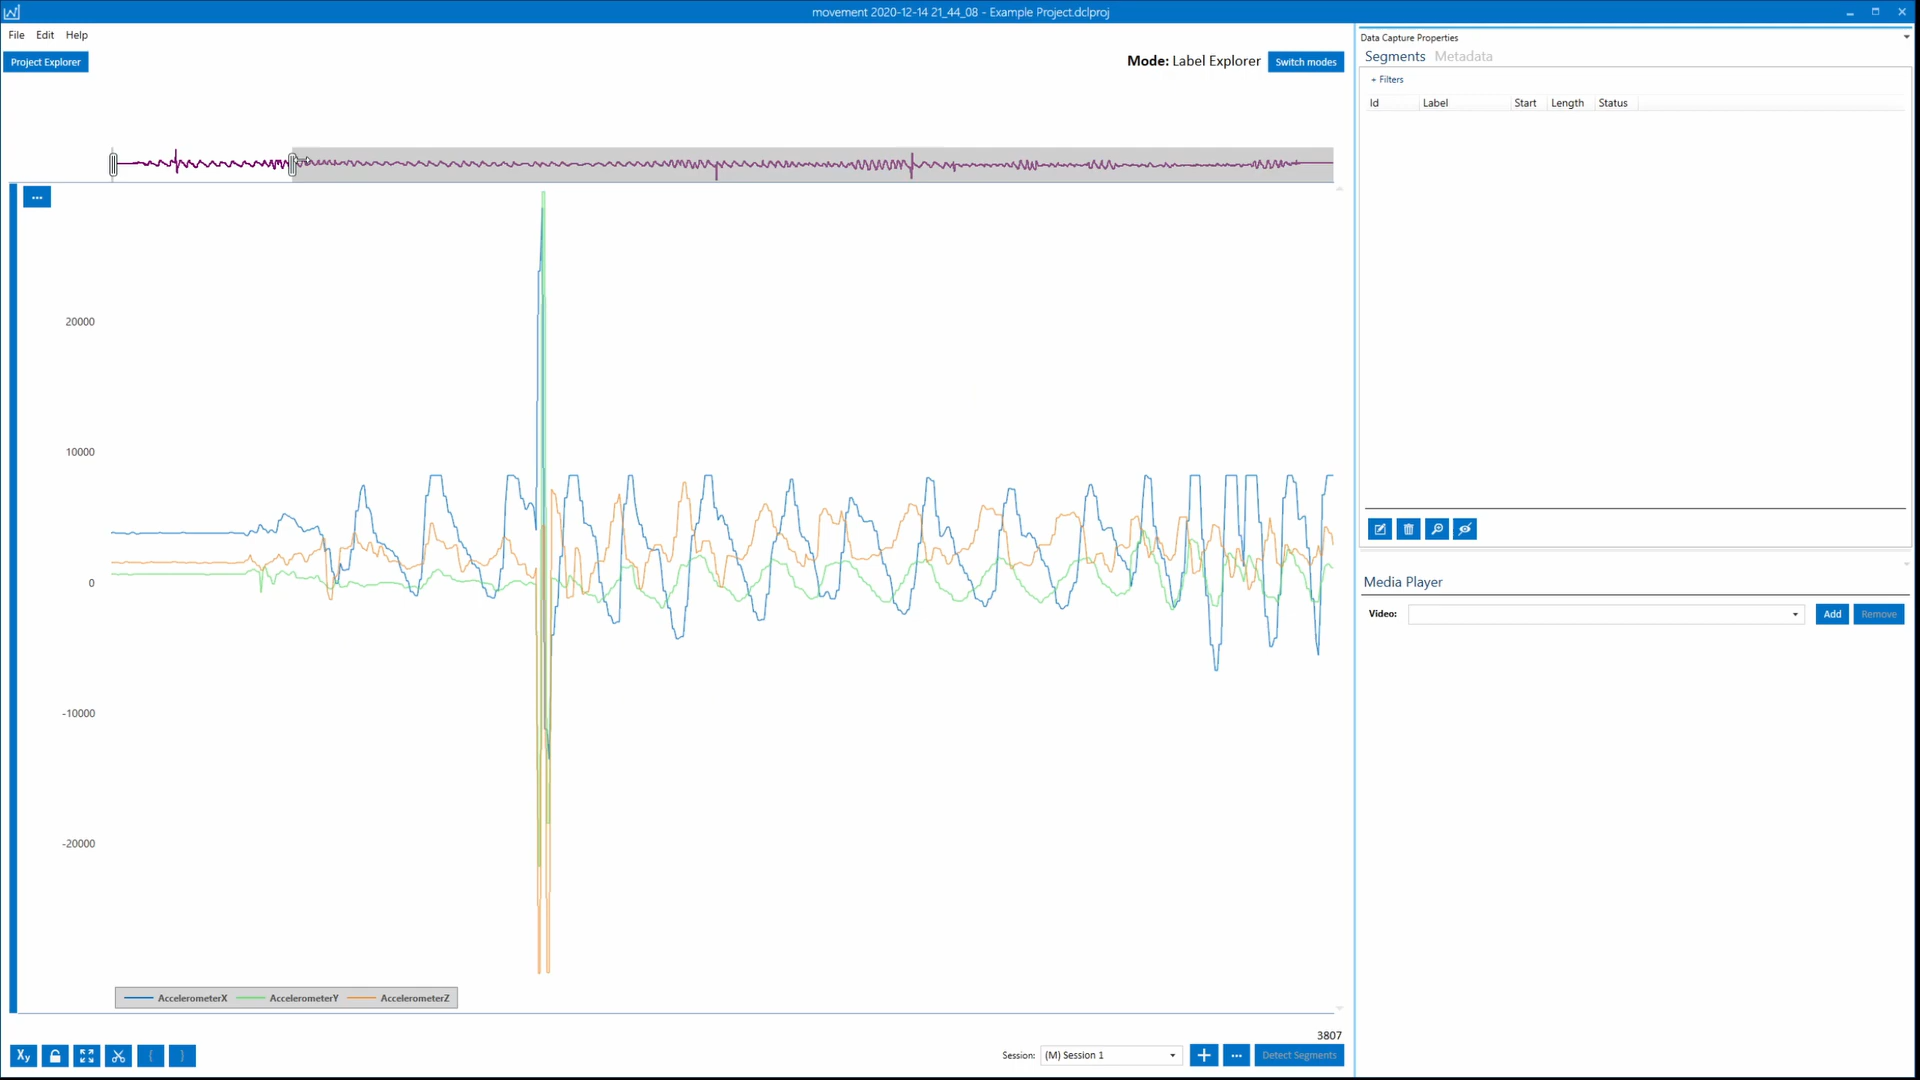 movement 2020-12-14 21_44_08 - Example Project.dclproj
File Edit Help
Project Explorer
Mode: Label Explorer Switch modes
Data Capture Properties
Segments Metadata
+ Filters
Id Label Start Length Status
...
20000
10000
0
-10000
-20000
AccelerometerX AccelerometerY AccelerometerZ
Media Player
Video: Add Remove
3807
Xy { } Session: (M) Session 1 + ... Detect Segments